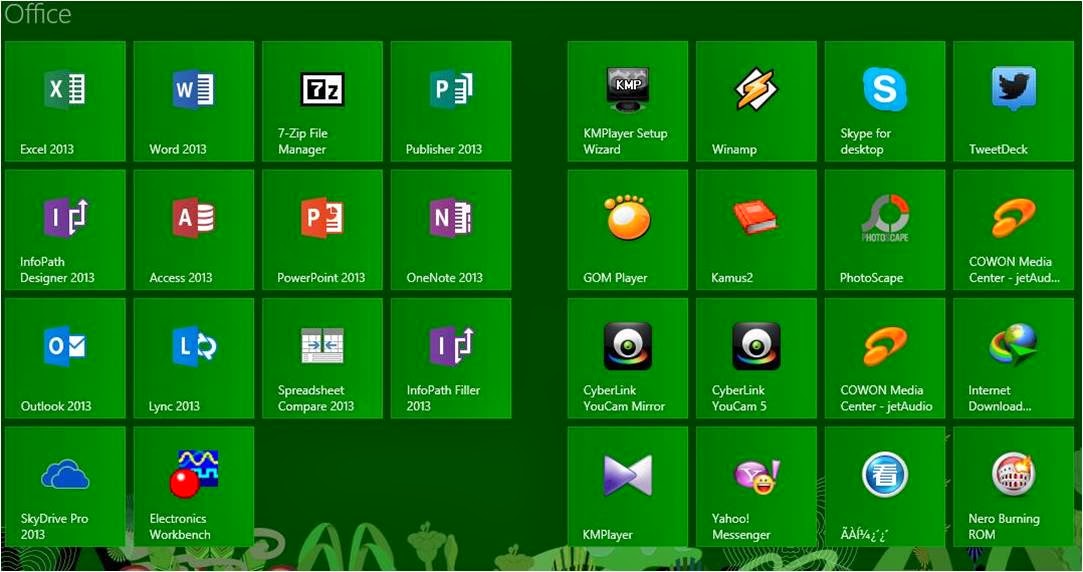 Office
Excel 2013
Word 2013
7-Zip File
Manager
Publisher 2013
KMP
KMPlayer Setup
Wizard
Winamp
Skype for
desktop
TweetDeck
InfoPath
Designer 2013
Access 2013
PowerPoint 2013
OneNote 2013
GOM Player
Kamus2
PHOTOSCAPE
PhotoScape
COWON Media
Center - jetAud...
Outlook 2013
Lync 2013
Spreadsheet
Compare 2013
InfoPath Filler
2013
CyberLink
YouCam Mirror
CyberLink
YouCam 5
COWON Media
Center - jetAudio
Internet
Download...
SkyDrive Pro
2013
Electronics
Workbench
KMPlayer
Yahoo!
Messenger
看
ÃÀÍ¼¿´¿´
Nero Burning
ROM